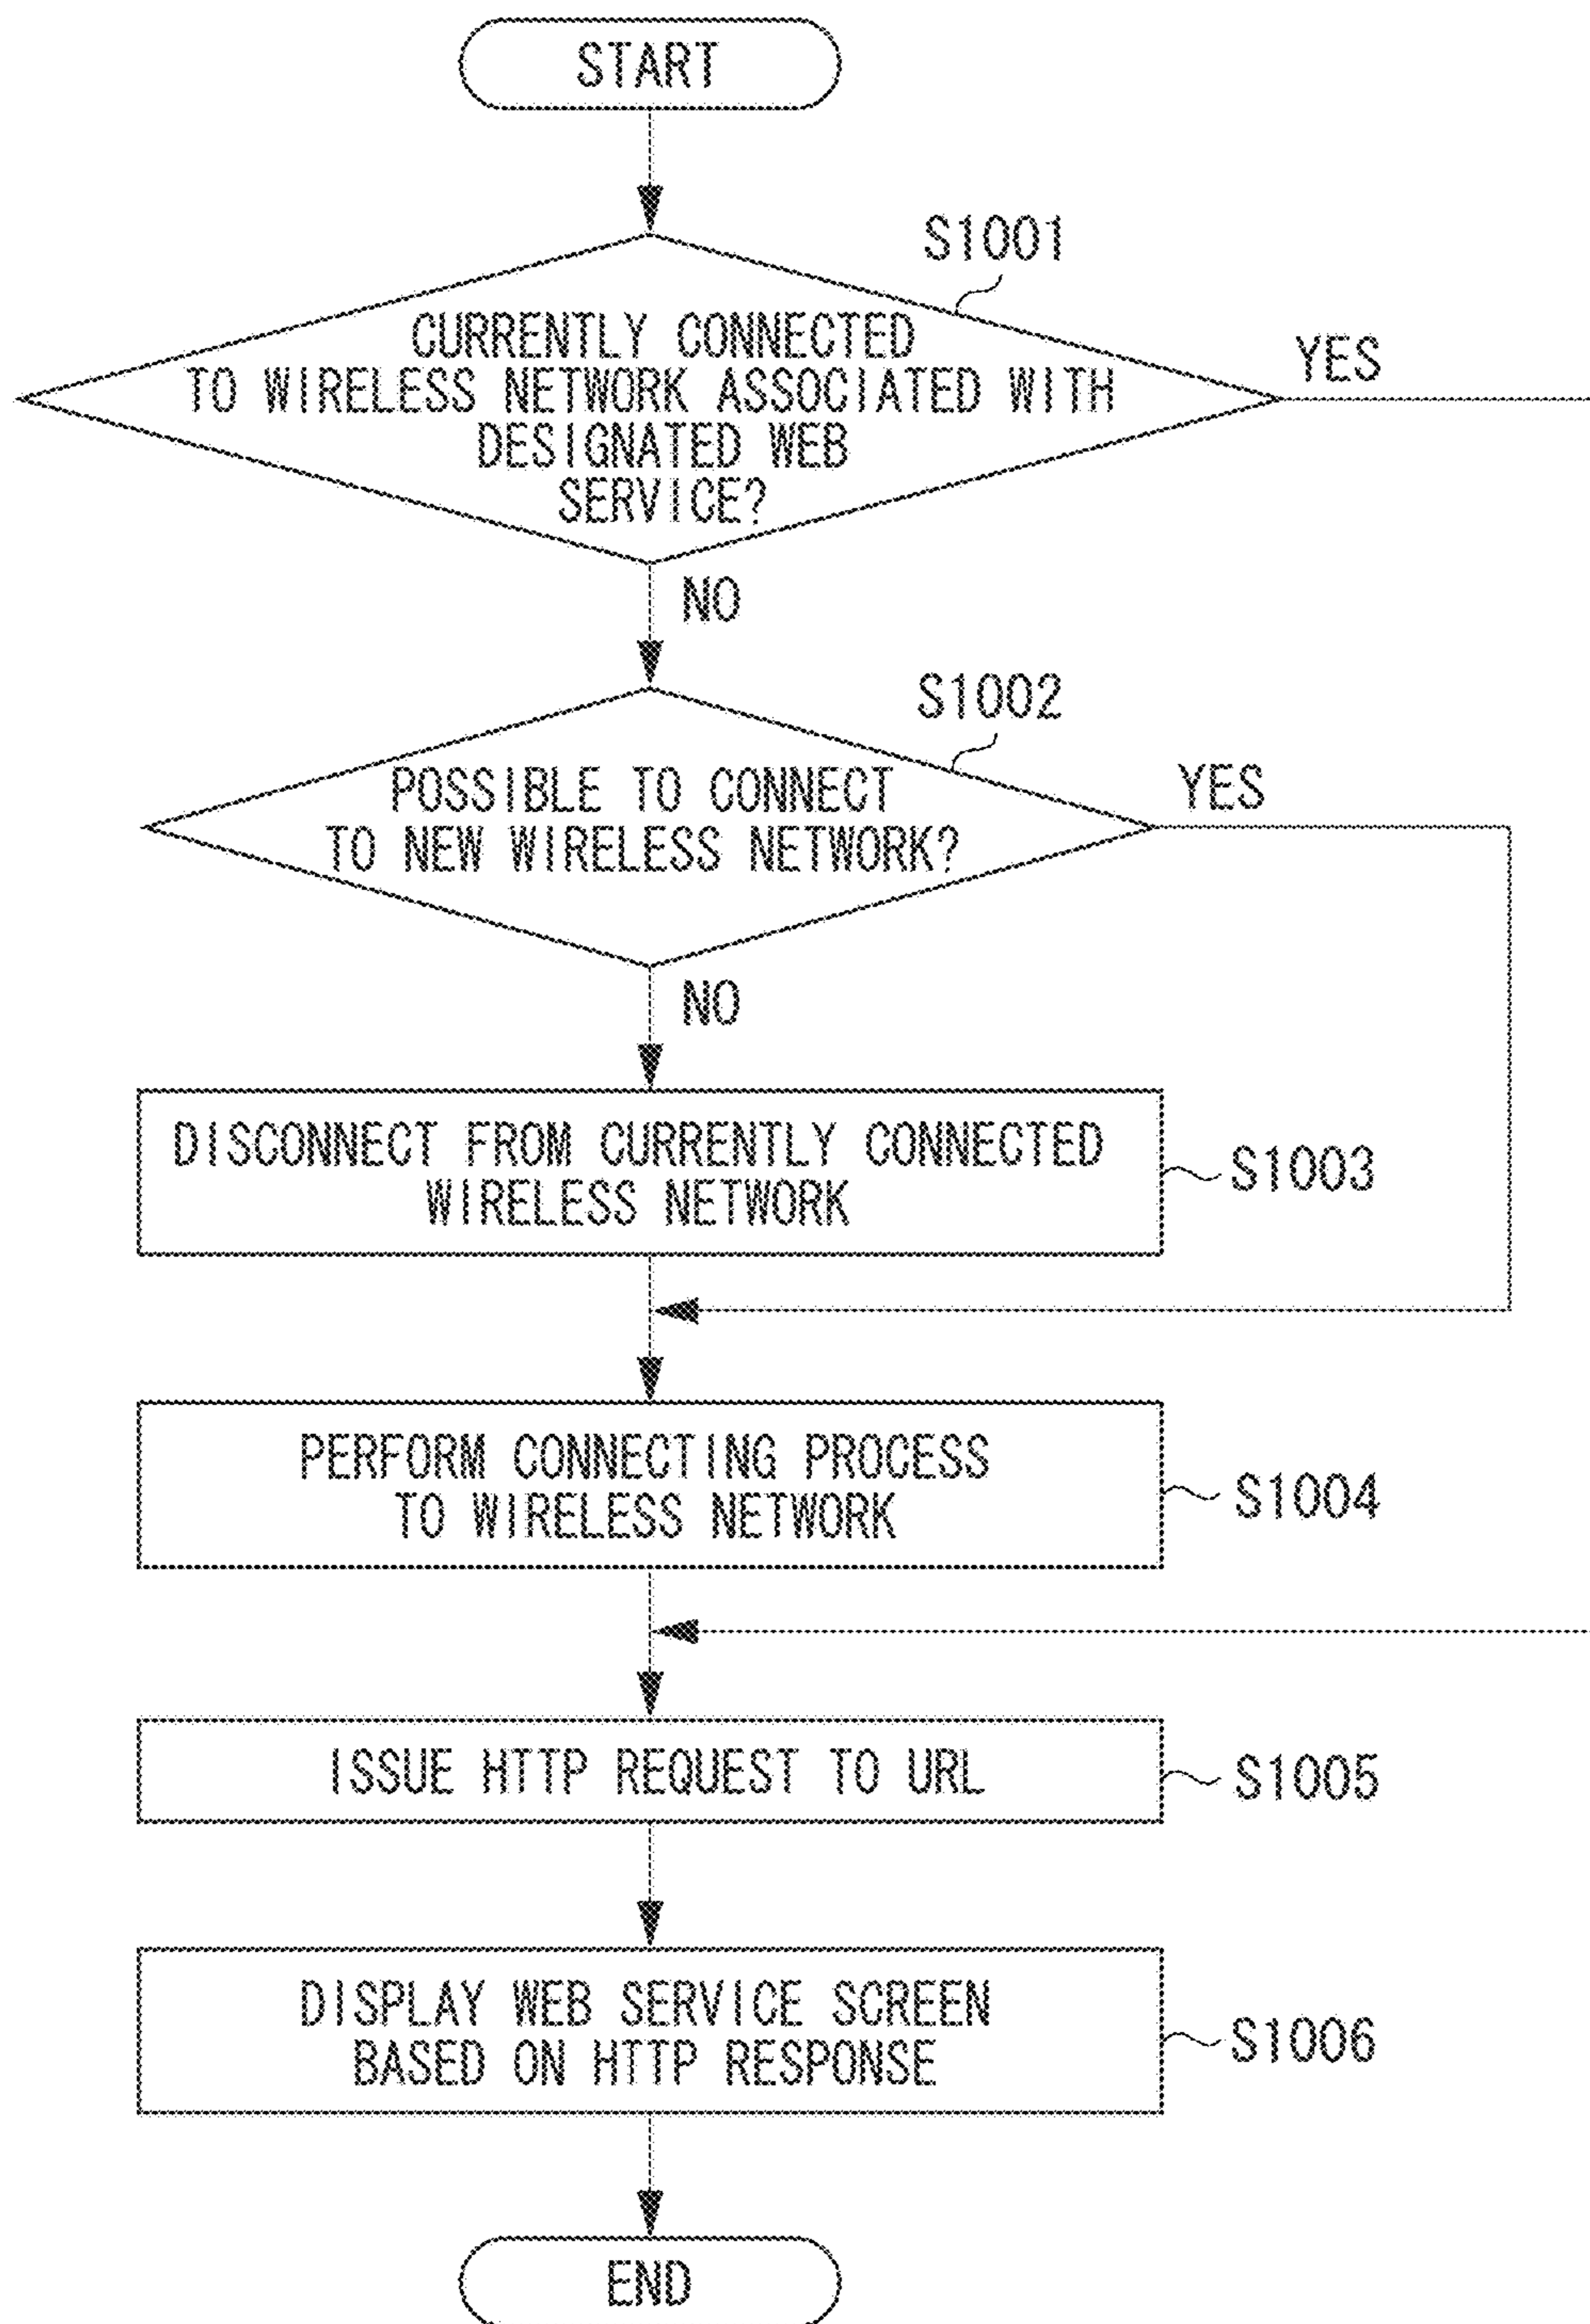 START
S1001
CURRENTLY CONNECTED
TO WIRELESS NETWORK ASSOCIATED WITH
DESIGNATED WEB
SERVICE?
YES
NO
S1002
POSSIBLE TO CONNECT
TO NEW WIRELESS NETWORK?
YES
NO
DISCONNECT FROM CURRENTLY CONNECTED
WIRELESS NETWORK
S1003
PERFORM CONNECTING PROCESS
TO WIRELESS NETWORK
S1004
ISSUE HTTP REQUEST TO URL
S1005
DISPLAY WEB SERVICE SCREEN
BASED ON HTTP RESPONSE
S1006
END